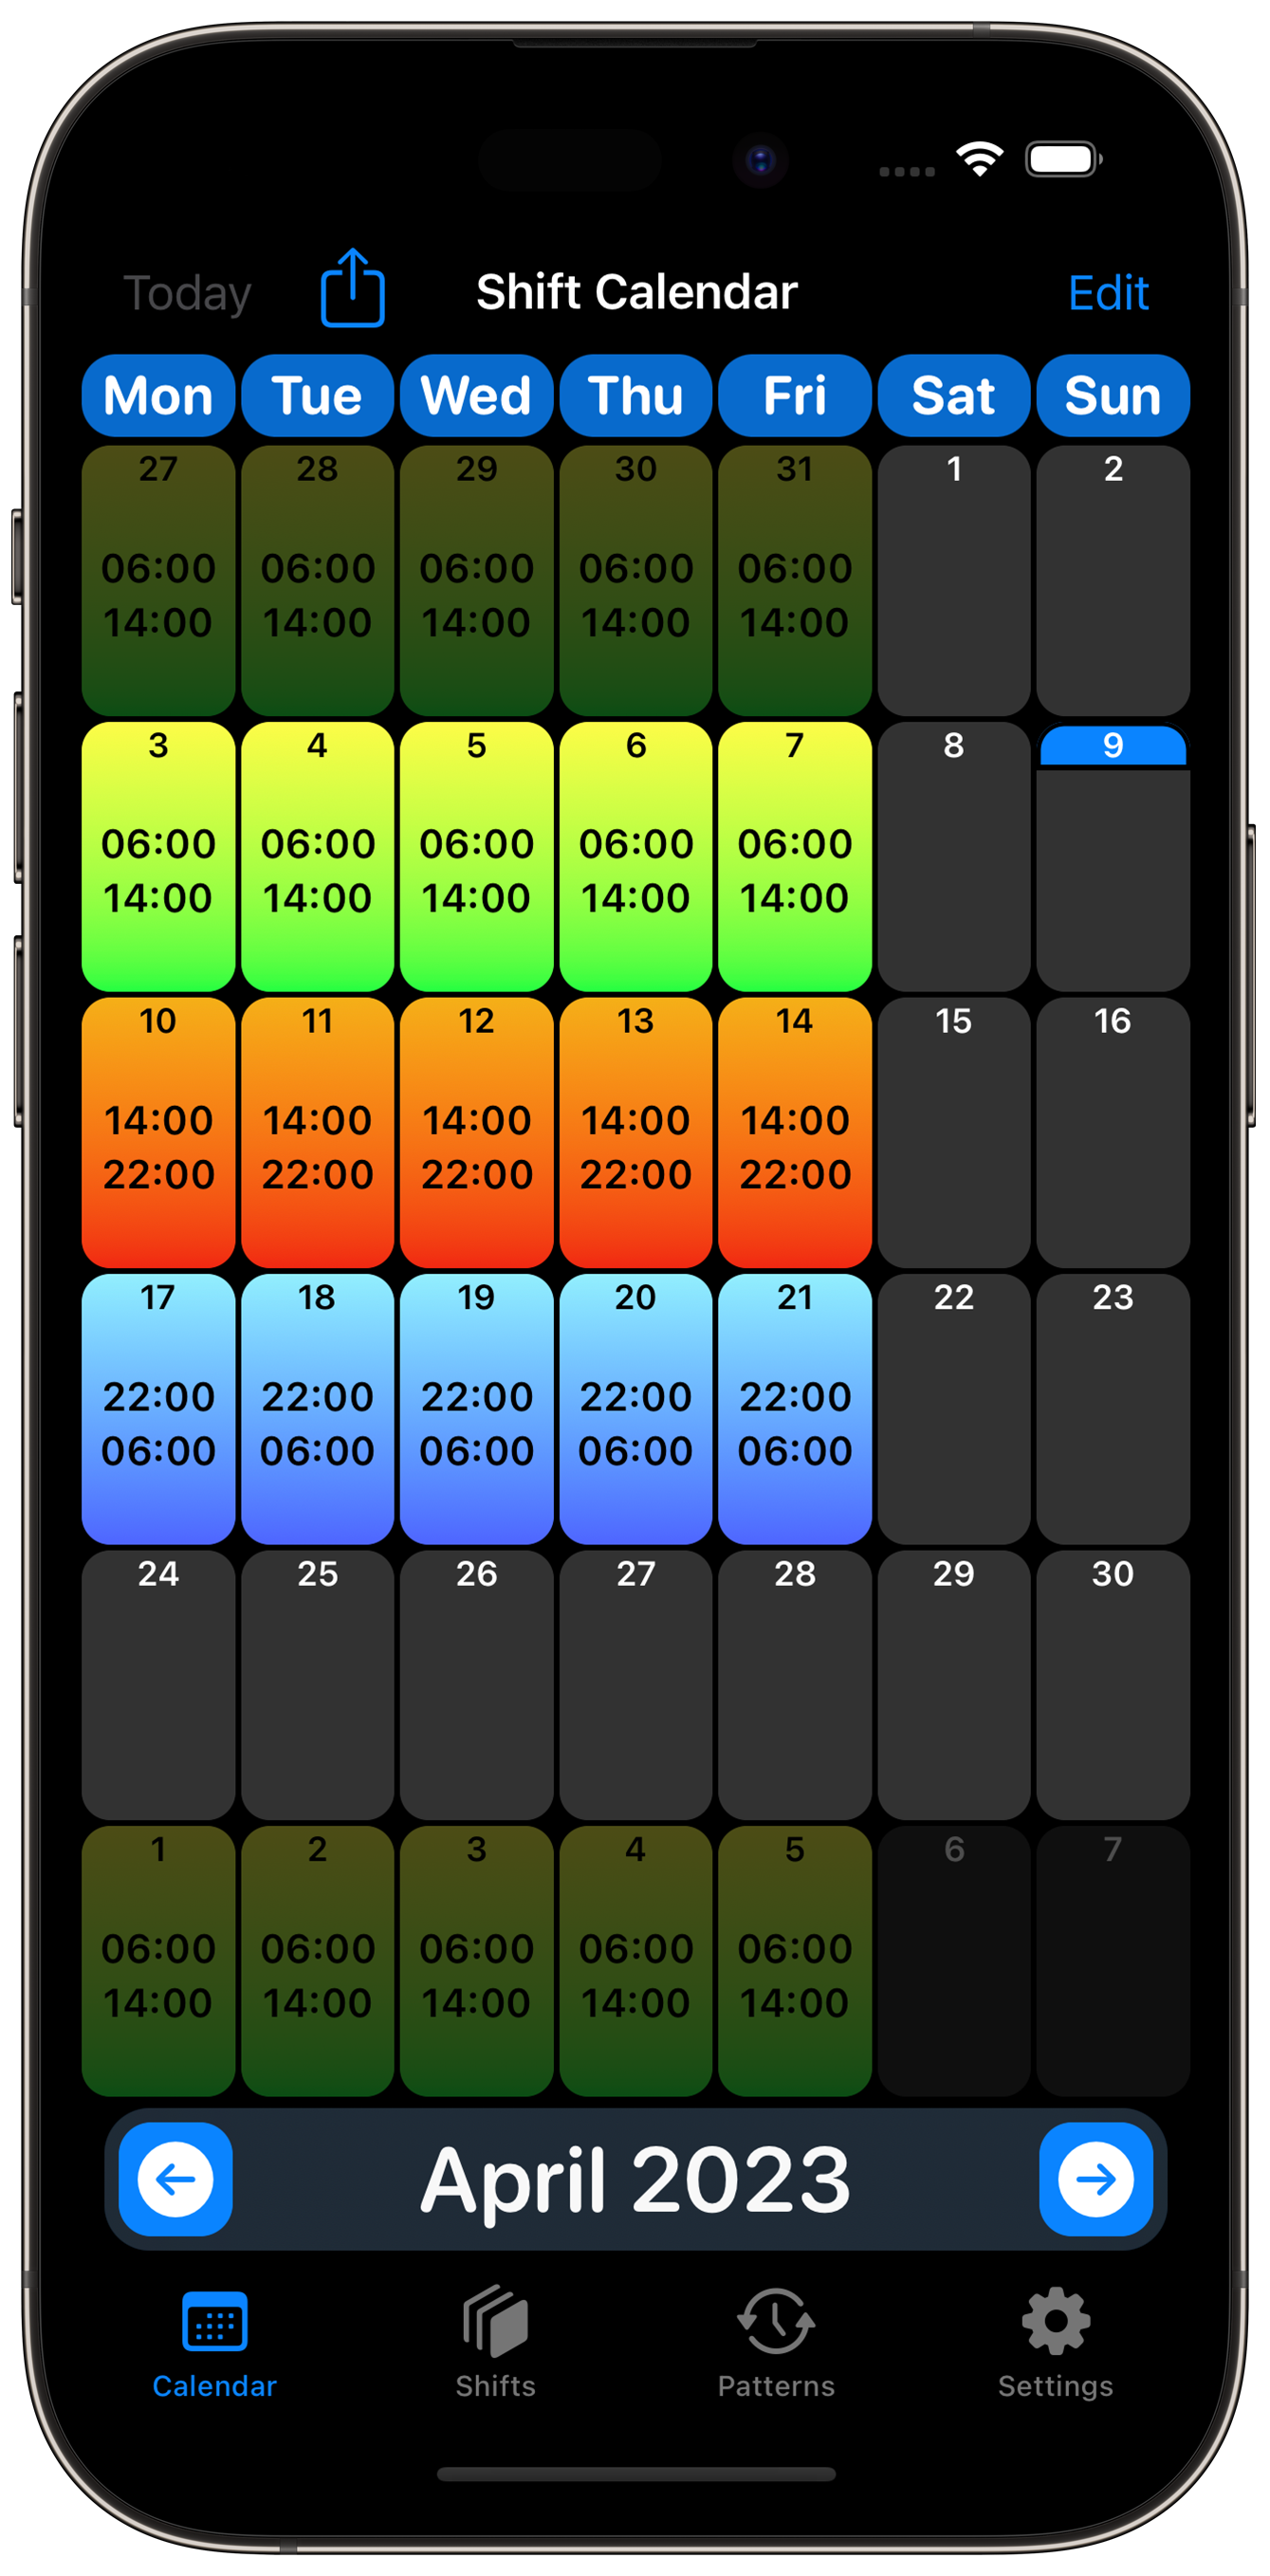 Today Shift Calendar Edit
Mon Tue Wed Thu Fri Sat Sun
27 28 29 30 31 1 2
06:00 06:00 06:00 06:00 06:00
14:00 14:00 14:00 14:00 14:00
3 4 5 6 7 8 9
06:00 06:00 06:00 06:00 06:00
14:00 14:00 14:00 14:00 14:00
10 11 12 13 14 15 16
14:00 14:00 14:00 14:00 14:00
22:00 22:00 22:00 22:00 22:00
17 18 19 20 21 22 23
22:00 22:00 22:00 22:00 22:00
06:00 06:00 06:00 06:00 06:00
24 25 26 27 28 29 30
1 2 3 4 5 6 7
06:00 06:00 06:00 06:00 06:00
14:00 14:00 14:00 14:00 14:00
April 2023
Calendar Shifts Patterns Settings